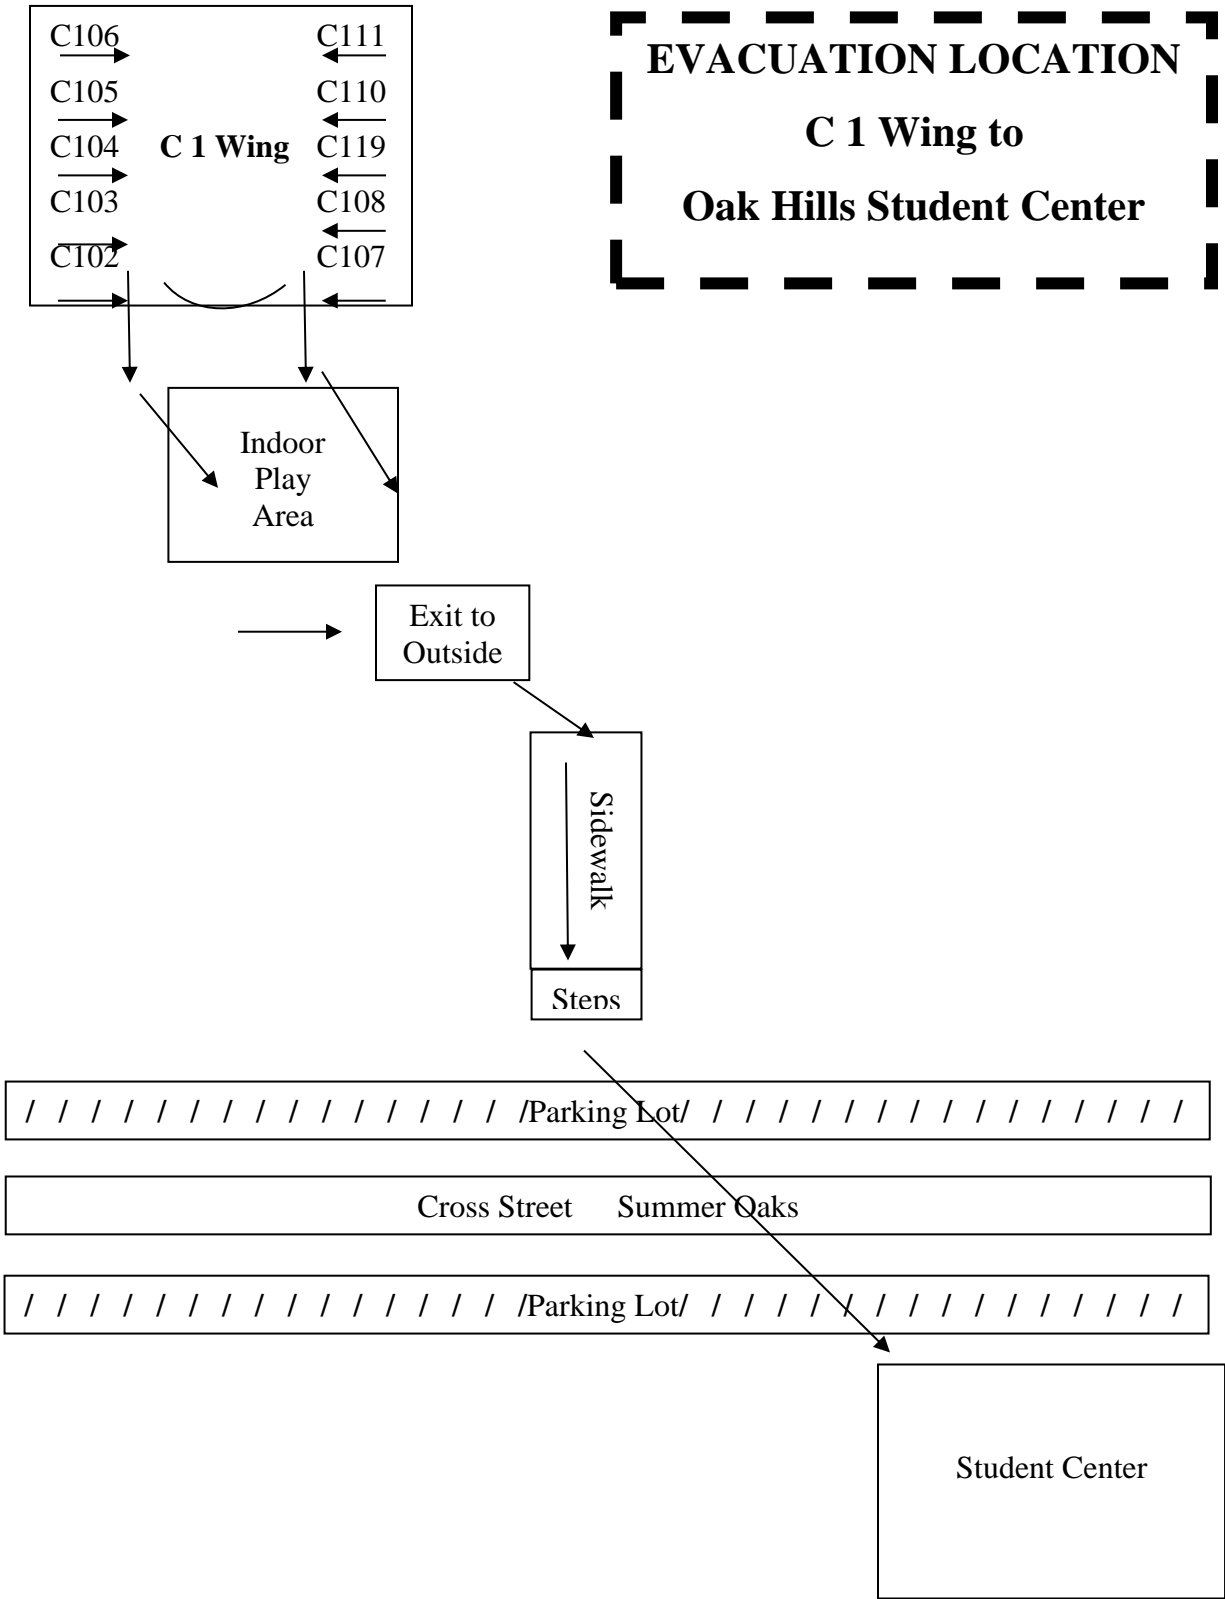 EVACUATION LOCATION
C 1 Wing to
Oak Hills Student Center
C106 C111
C105 C110
C104 C 1 Wing C119
C103 C108
C102 C107
Indoor
Play
Area
Exit to
Outside
Sidewalk
Steps
/ / / / / / / / / / / / / / / /Parking Lot/ / / / / / / / / / / / / / / /
Cross Street Summer Oaks
/ / / / / / / / / / / / / / / /Parking Lot/ / / / / / / / / / / / / / / /
Student Center